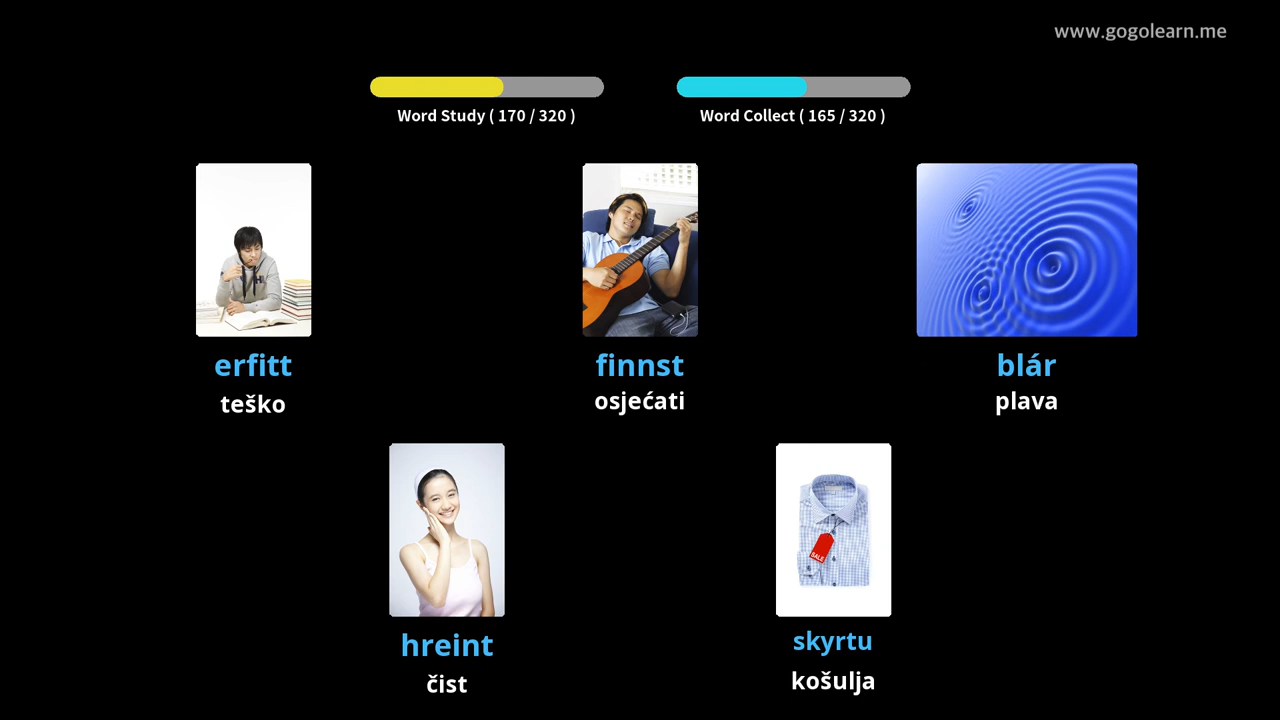 www.gogolearn.me
Word Study ( 170 / 320 )
Word Collect ( 165 / 320 )
erfitt
teško
finnst
osjećati
blár
plava
hreint
čist
SALE
skyrtu
košulja